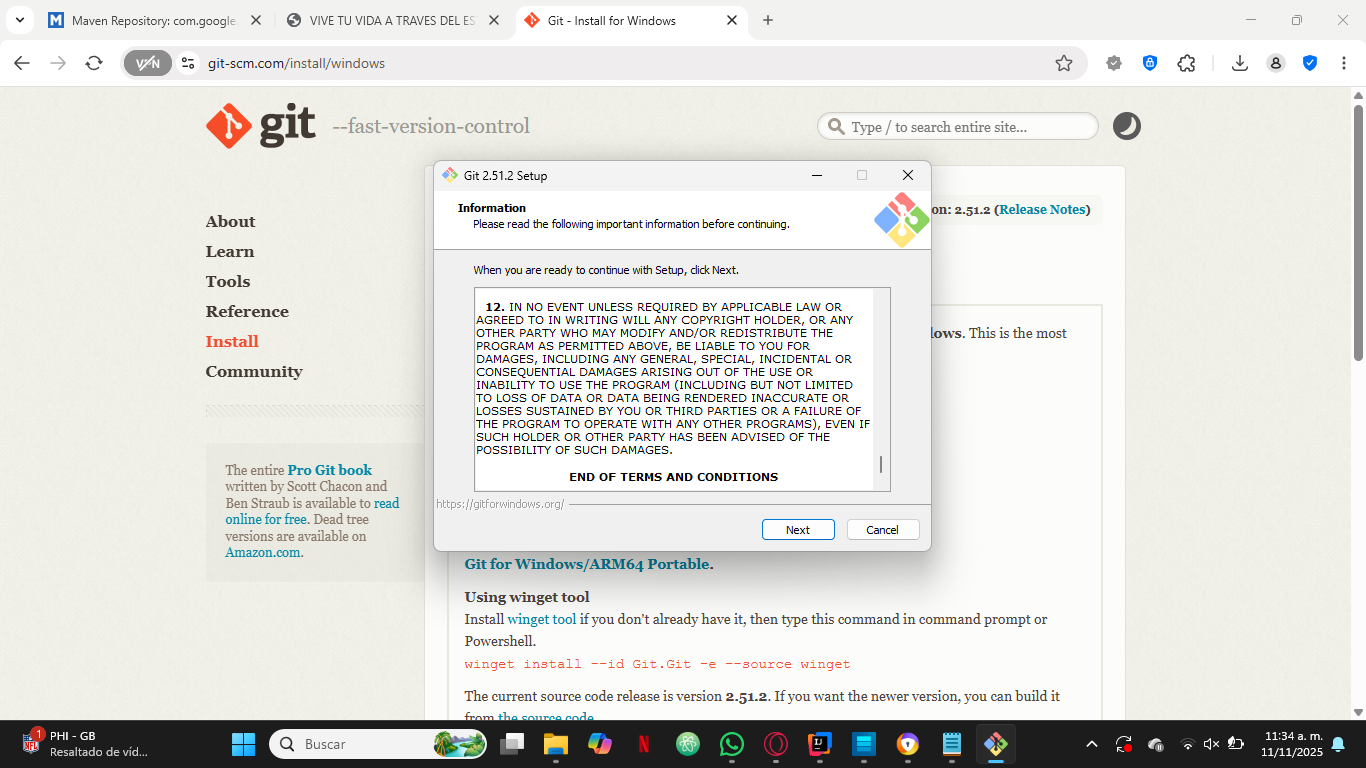 Maven Repository: com.google.
VIVE TU VIDA A TRAVES DEL ES
Git - Install for Windows
VPN
git-scm.com/install/windows
git --fast-version-control
Type / to search entire site...
About
Learn
Tools
Reference
Install
Community
The entire Pro Git book
written by Scott Chacon and
Ben Straub is available to read
online for free. Dead tree
versions are available on
Amazon.com.
on: 2.51.2 (Release Notes)
dows. This is the most
Git 2.51.2 Setup
Information
Please read the following important information before continuing.
When you are ready to continue with Setup, click Next.
12. IN NO EVENT UNLESS REQUIRED BY APPLICABLE LAW OR
AGREED TO IN WRITING WILL ANY COPYRIGHT HOLDER, OR ANY
OTHER PARTY WHO MAY MODIFY AND/OR REDISTRIBUTE THE
PROGRAM AS PERMITTED ABOVE, BE LIABLE TO YOU FOR
DAMAGES, INCLUDING ANY GENERAL, SPECIAL, INCIDENTAL OR
CONSEQUENTIAL DAMAGES ARISING OUT OF THE USE OR
INABILITY TO USE THE PROGRAM (INCLUDING BUT NOT LIMITED
TO LOSS OF DATA OR DATA BEING RENDERED INACCURATE OR
LOSSES SUSTAINED BY YOU OR THIRD PARTIES OR A FAILURE OF
THE PROGRAM TO OPERATE WITH ANY OTHER PROGRAMS), EVEN IF
SUCH HOLDER OR OTHER PARTY HAS BEEN ADVISED OF THE
POSSIBILITY OF SUCH DAMAGES.
END OF TERMS AND CONDITIONS
https://gitforwindows.org/
Next
Cancel
Git for Windows/ARM64 Portable.
Using winget tool
Install winget tool if you don't already have it, then type this command in command prompt or
Powershell.
winget install --id Git.Git -e --source winget
The current source code release is version 2.51.2. If you want the newer version, you can build it
from the source code.
1
NFL
PHI - GB
Resaltado de víd...
Buscar
11:34 a. m.
11/11/2025